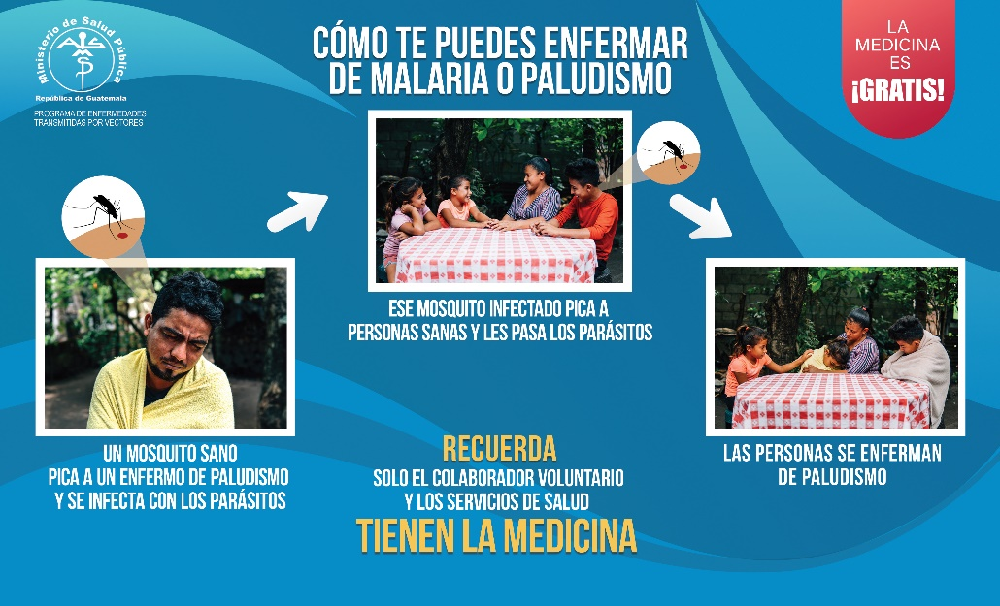 Ministerio de Salud Pública
República de Guatemala
PROGRAMA DE ENFERMEDADES
TRANSMITIDAS POR VECTORES
CÓMO TE PUEDES ENFERMAR
DE MALARIA O PALUDISMO
LA
MEDICINA
ES
¡GRATIS!
UN MOSQUITO SANO
PICA A UN ENFERMO DE PALUDISMO
Y SE INFECTA CON LOS PARÁSITOS
ESE MOSQUITO INFECTADO PICA A
PERSONAS SANAS Y LES PASA LOS PARÁSITOS
LAS PERSONAS SE ENFERMAN
DE PALUDISMO
RECUERDA
SOLO EL COLABORADOR VOLUNTARIO
Y LOS SERVICIOS DE SALUD
TIENEN LA MEDICINA